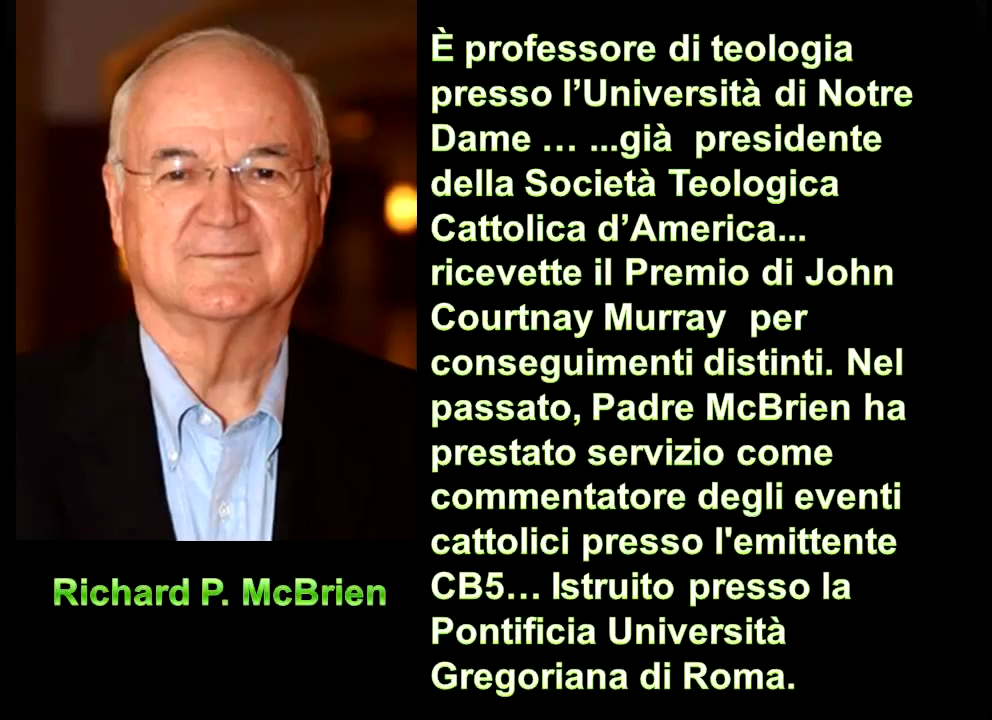 È professore di teologia
presso l’Università di Notre
Dame … ...già presidente
della Società Teologica
Cattolica d’America...
ricevette il Premio di John
Courtnay Murray per
conseguimenti distinti. Nel
passato, Padre McBrien ha
prestato servizio come
commentatore degli eventi
cattolici presso l'emittente
CB5… Istruito presso la
Pontificia Università
Gregoriana di Roma.
Richard P. McBrien